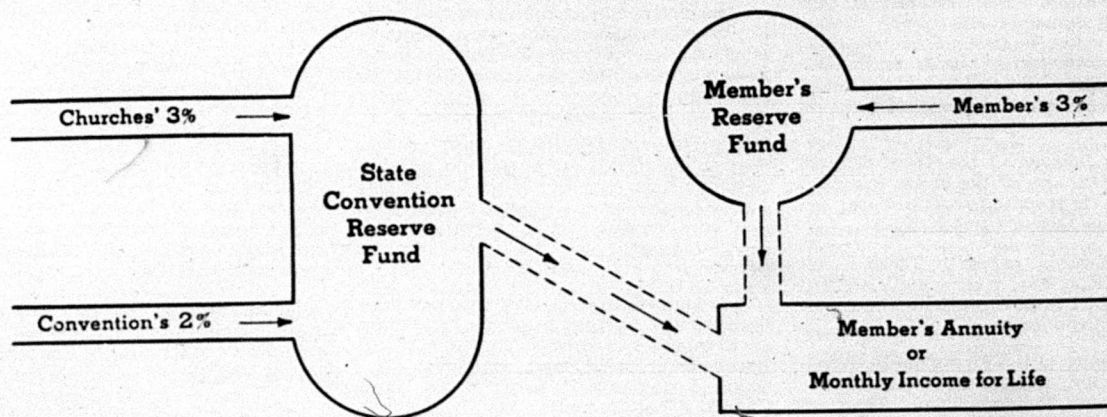 Churches' 3%
State
Convention
Reserve
Fund
Convention's 2%
Member's
Reserve
Fund
Member's 3%
Member's Annuity
or
Monthly Income for Life